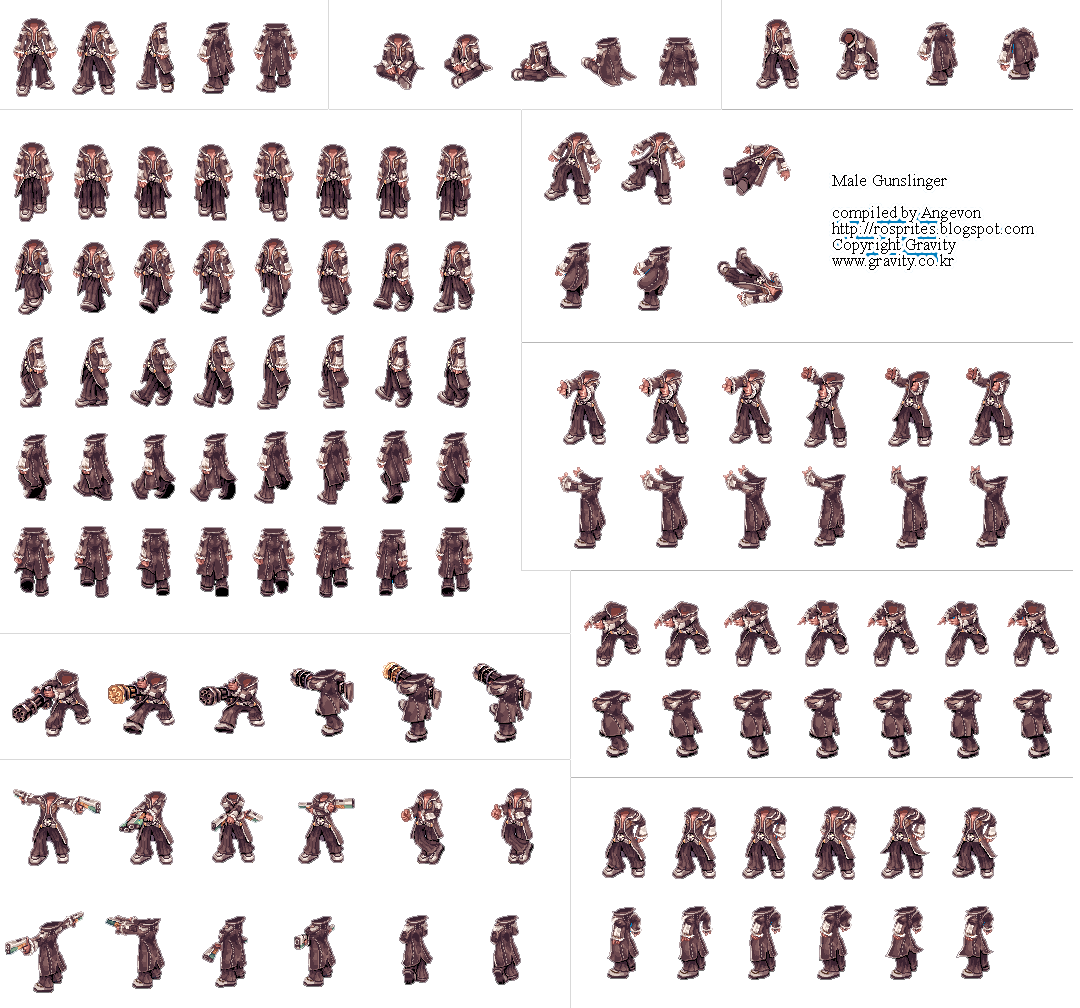 Male Gunslinger
compiled by Angevon
http://rosprites.blogspot.com
Copyright Gravity
www.gravity.co.kr